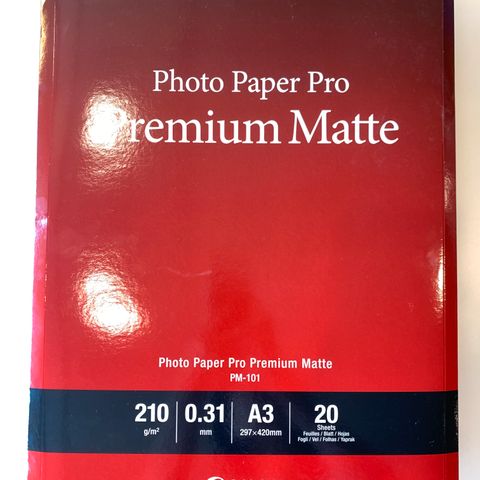 Photo Paper Pro
Premium Matte
Photo Paper Pro Premium Matte
PM-101
210
g/m²
0.31
mm
A3
297×420mm
20
Sheets
Feuilles / Blatt / Hojas
Fogli / Vel / Folhas / Yaprak